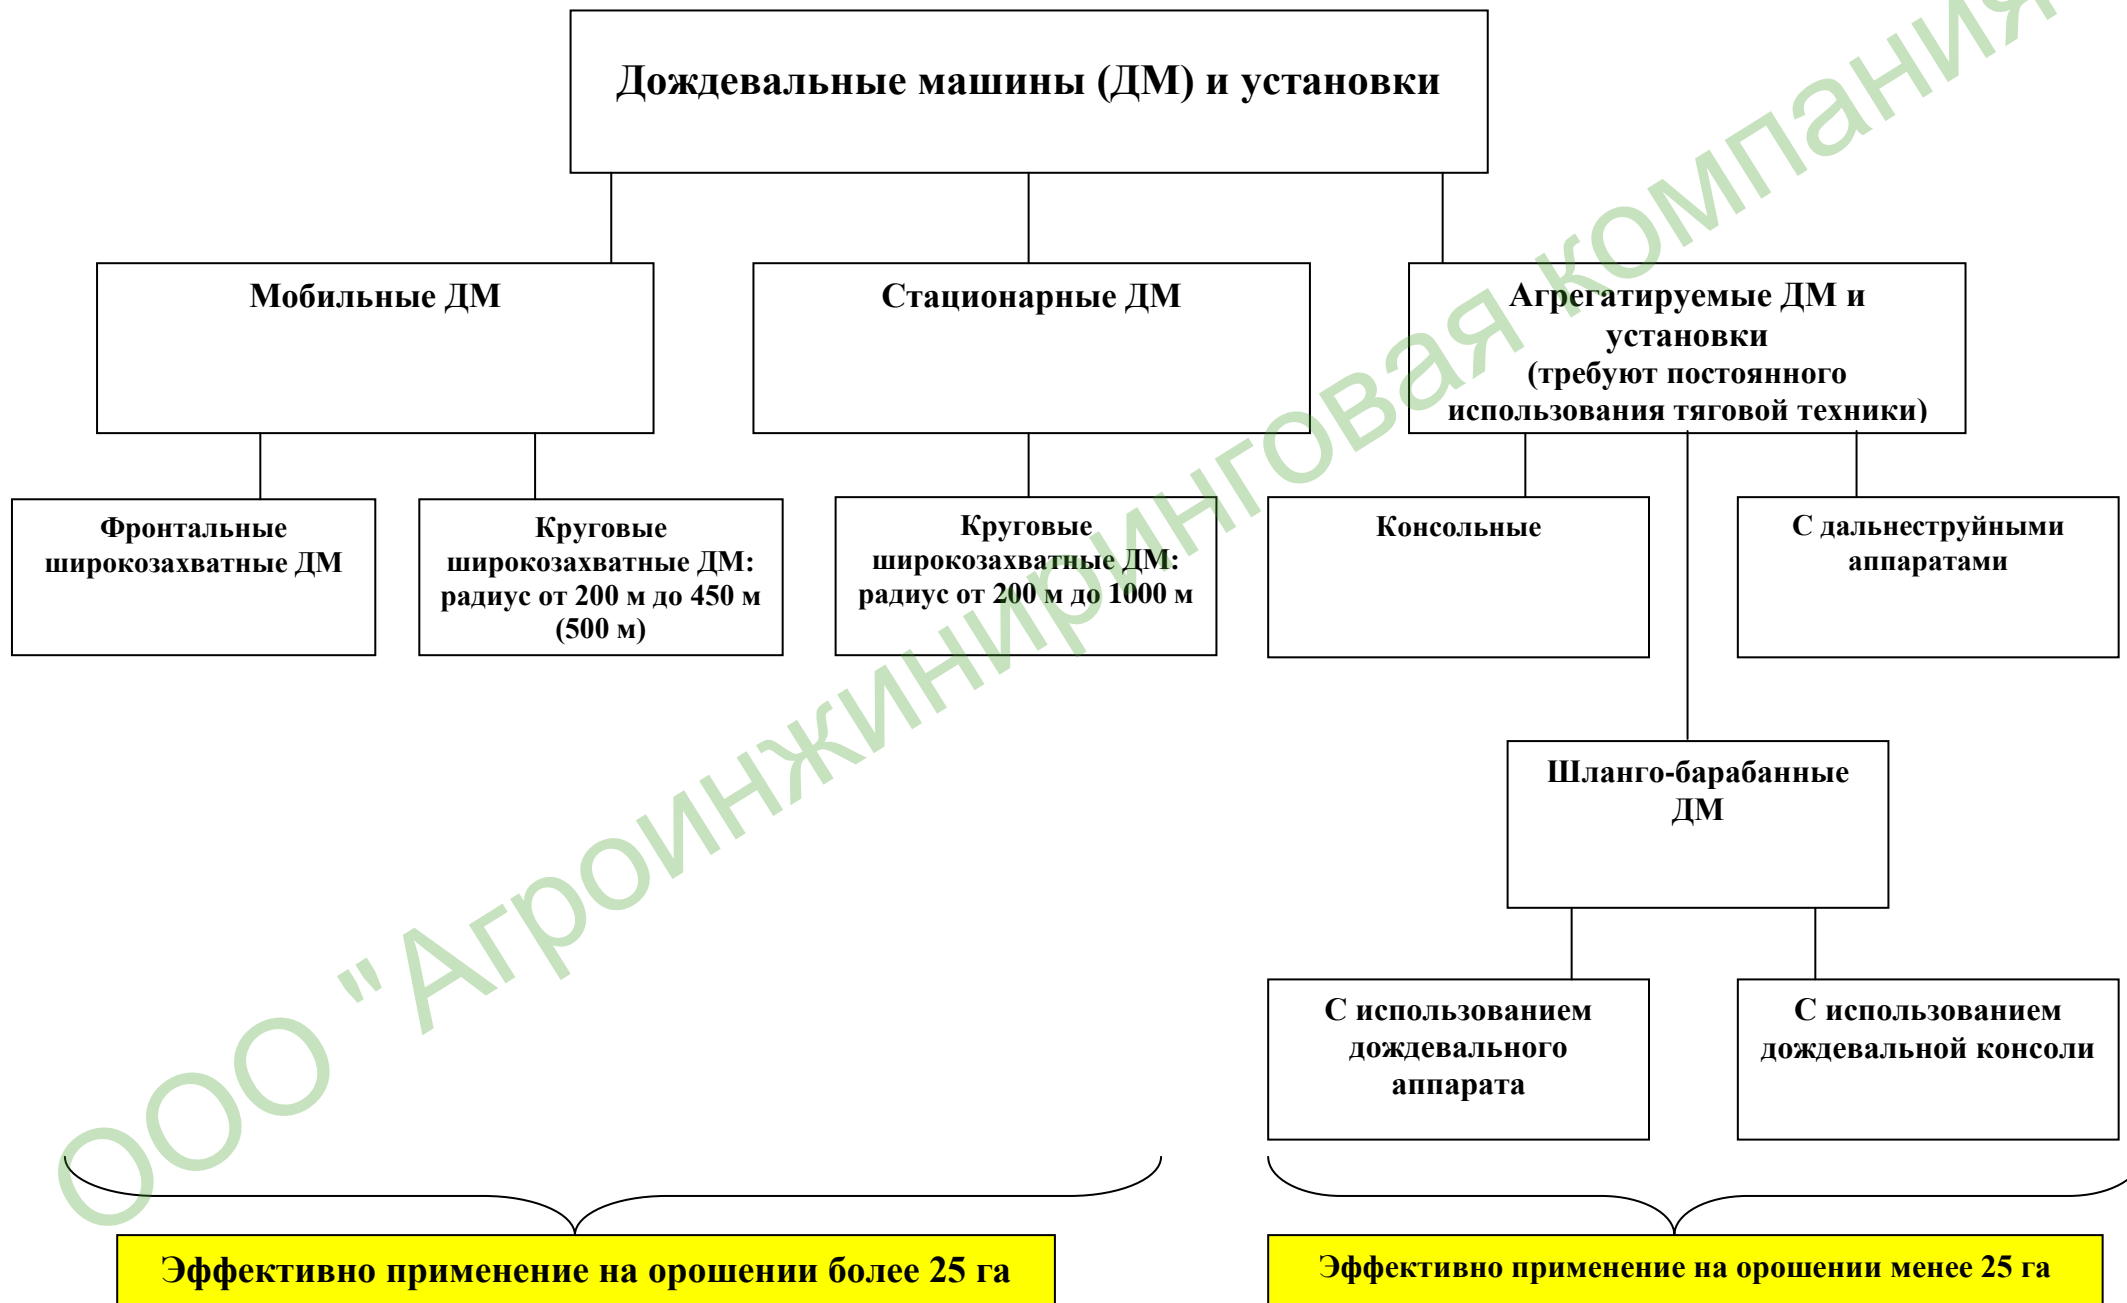 Дождевальные машины (ДМ) и установки
Мобильные ДМ
Стационарные ДМ
Агрегатируемые ДМ и
установки
(требуют постоянного
использования тяговой техники)
Фронтальные
широкозахватные ДМ
Круговые
широкозахватные ДМ:
радиус от 200 м до 450 м
(500 м)
Круговые
широкозахватные ДМ:
радиус от 200 м до 1000 м
Консольные
С дальнеструйными
аппаратами
Шланго-барабанные
ДМ
С использованием
дождевального
аппарата
С использованием
дождевальной консоли
Эффективно применение на орошении более 25 га
Эффективно применение на орошении менее 25 га
ООО "Агроинжиниринговая компания